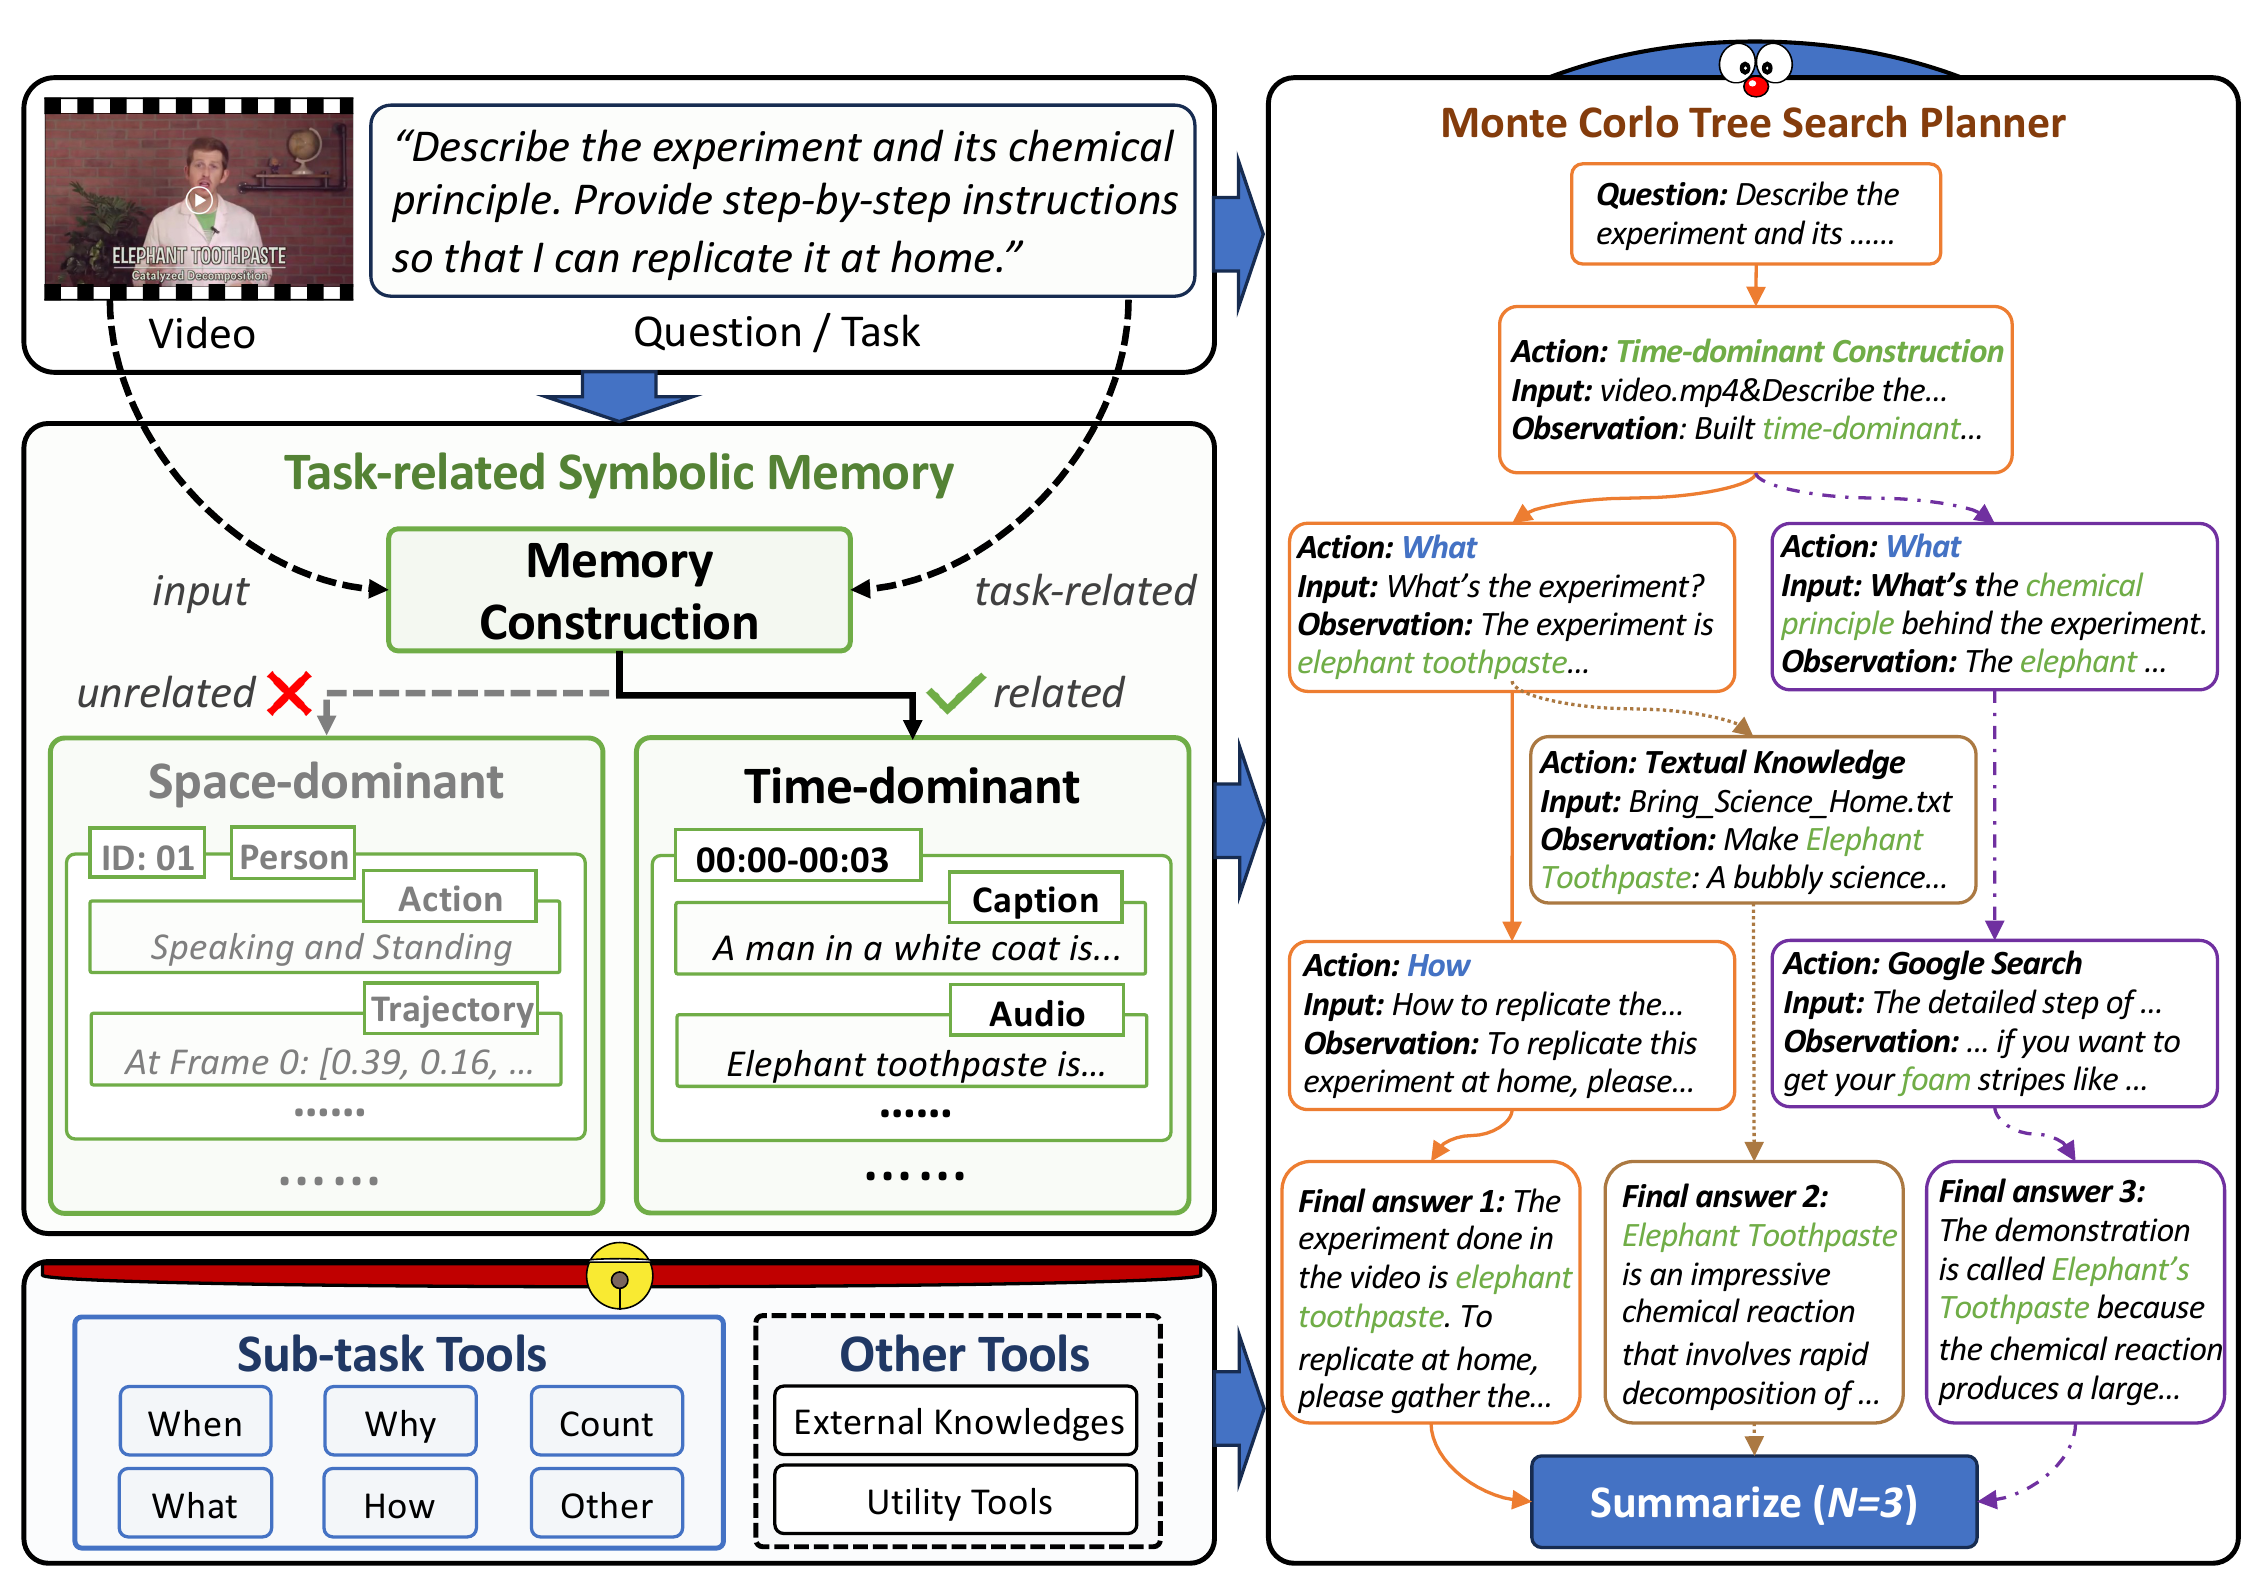 ELEPHANT TOOTHPASTE
Catalyzed Decomposition
Video
“Describe the experiment and its chemical
principle. Provide step-by-step instructions
so that I can replicate it at home.”
Question / Task
Task-related Symbolic Memory
Memory
Construction
input
task-related
unrelated
related
Space-dominant
ID: 01
Person
Action
Speaking and Standing
Trajectory
At Frame 0: [0.39, 0.16, ...
......
......
Time-dominant
00:00-00:03
Caption
A man in a white coat is...
Audio
Elephant toothpaste is...
......
......
Sub-task Tools
When
Why
Count
What
How
Other
Other Tools
External Knowledges
Utility Tools
Monte Corlo Tree Search Planner
Question: Describe the
experiment and its ......
Action: Time-dominant Construction
Input: video.mp4&Describe the...
Observation: Built time-dominant...
Action: What
Input: What’s the experiment?
Observation: The experiment is
elephant toothpaste...
Action: What
Input: What’s the chemical
principle behind the experiment.
Observation: The elephant ...
Action: Textual Knowledge
Input: Bring_Science_Home.txt
Observation: Make Elephant
Toothpaste: A bubbly science...
Action: How
Input: How to replicate the...
Observation: To replicate this
experiment at home, please...
Action: Google Search
Input: The detailed step of ...
Observation: ... if you want to
get your foam stripes like ...
Final answer 1: The
experiment done in
the video is elephant
toothpaste. To
replicate at home,
please gather the...
Final answer 2:
Elephant Toothpaste
is an impressive
chemical reaction
that involves rapid
decomposition of ...
Final answer 3:
The demonstration
is called Elephant’s
Toothpaste because
the chemical reaction
produces a large...
Summarize (N=3)